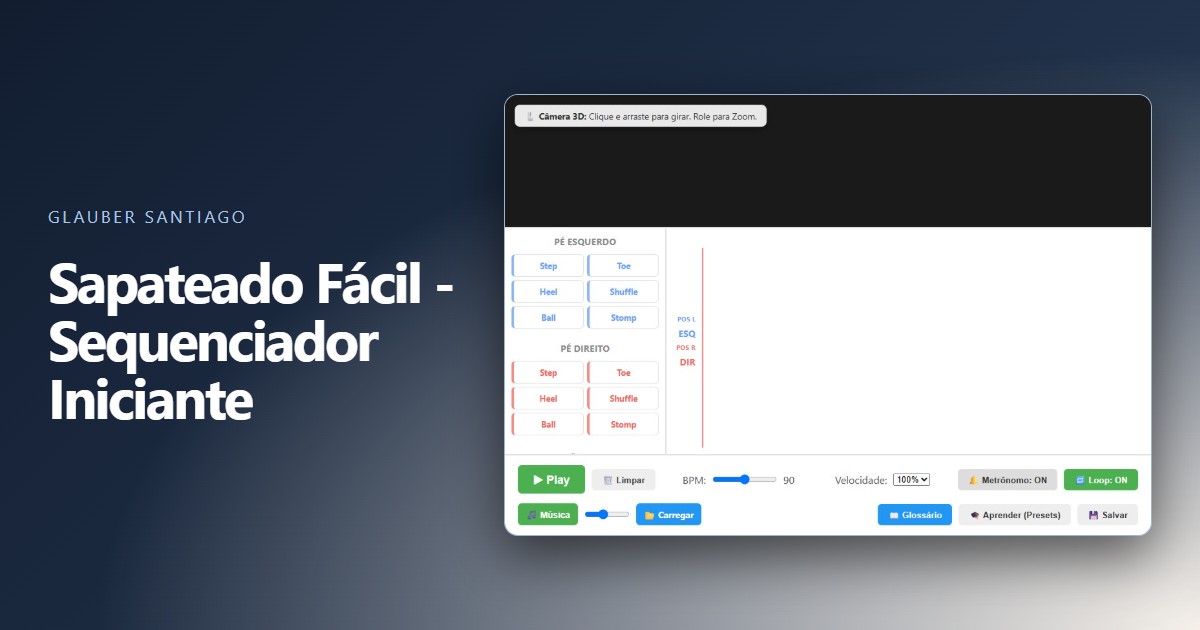 GLAUBER SANTIAGO
Sapateado Fácil -
Sequenciador
Iniciante
Câmera 3D: Clique e arraste para girar. Role para Zoom.
PÉ ESQUERDO
Step Toe
Heel Shuffle
Ball Stomp
PÉ DIREITO
Step Toe
Heel Shuffle
Ball Stomp
POS L
ESQ
POS R
DIR
Play Limpar BPM: 90 Velocidade: 100% Metrônomo: ON Loop: ON
Música Carregar Glossário Aprender (Presets) Salvar